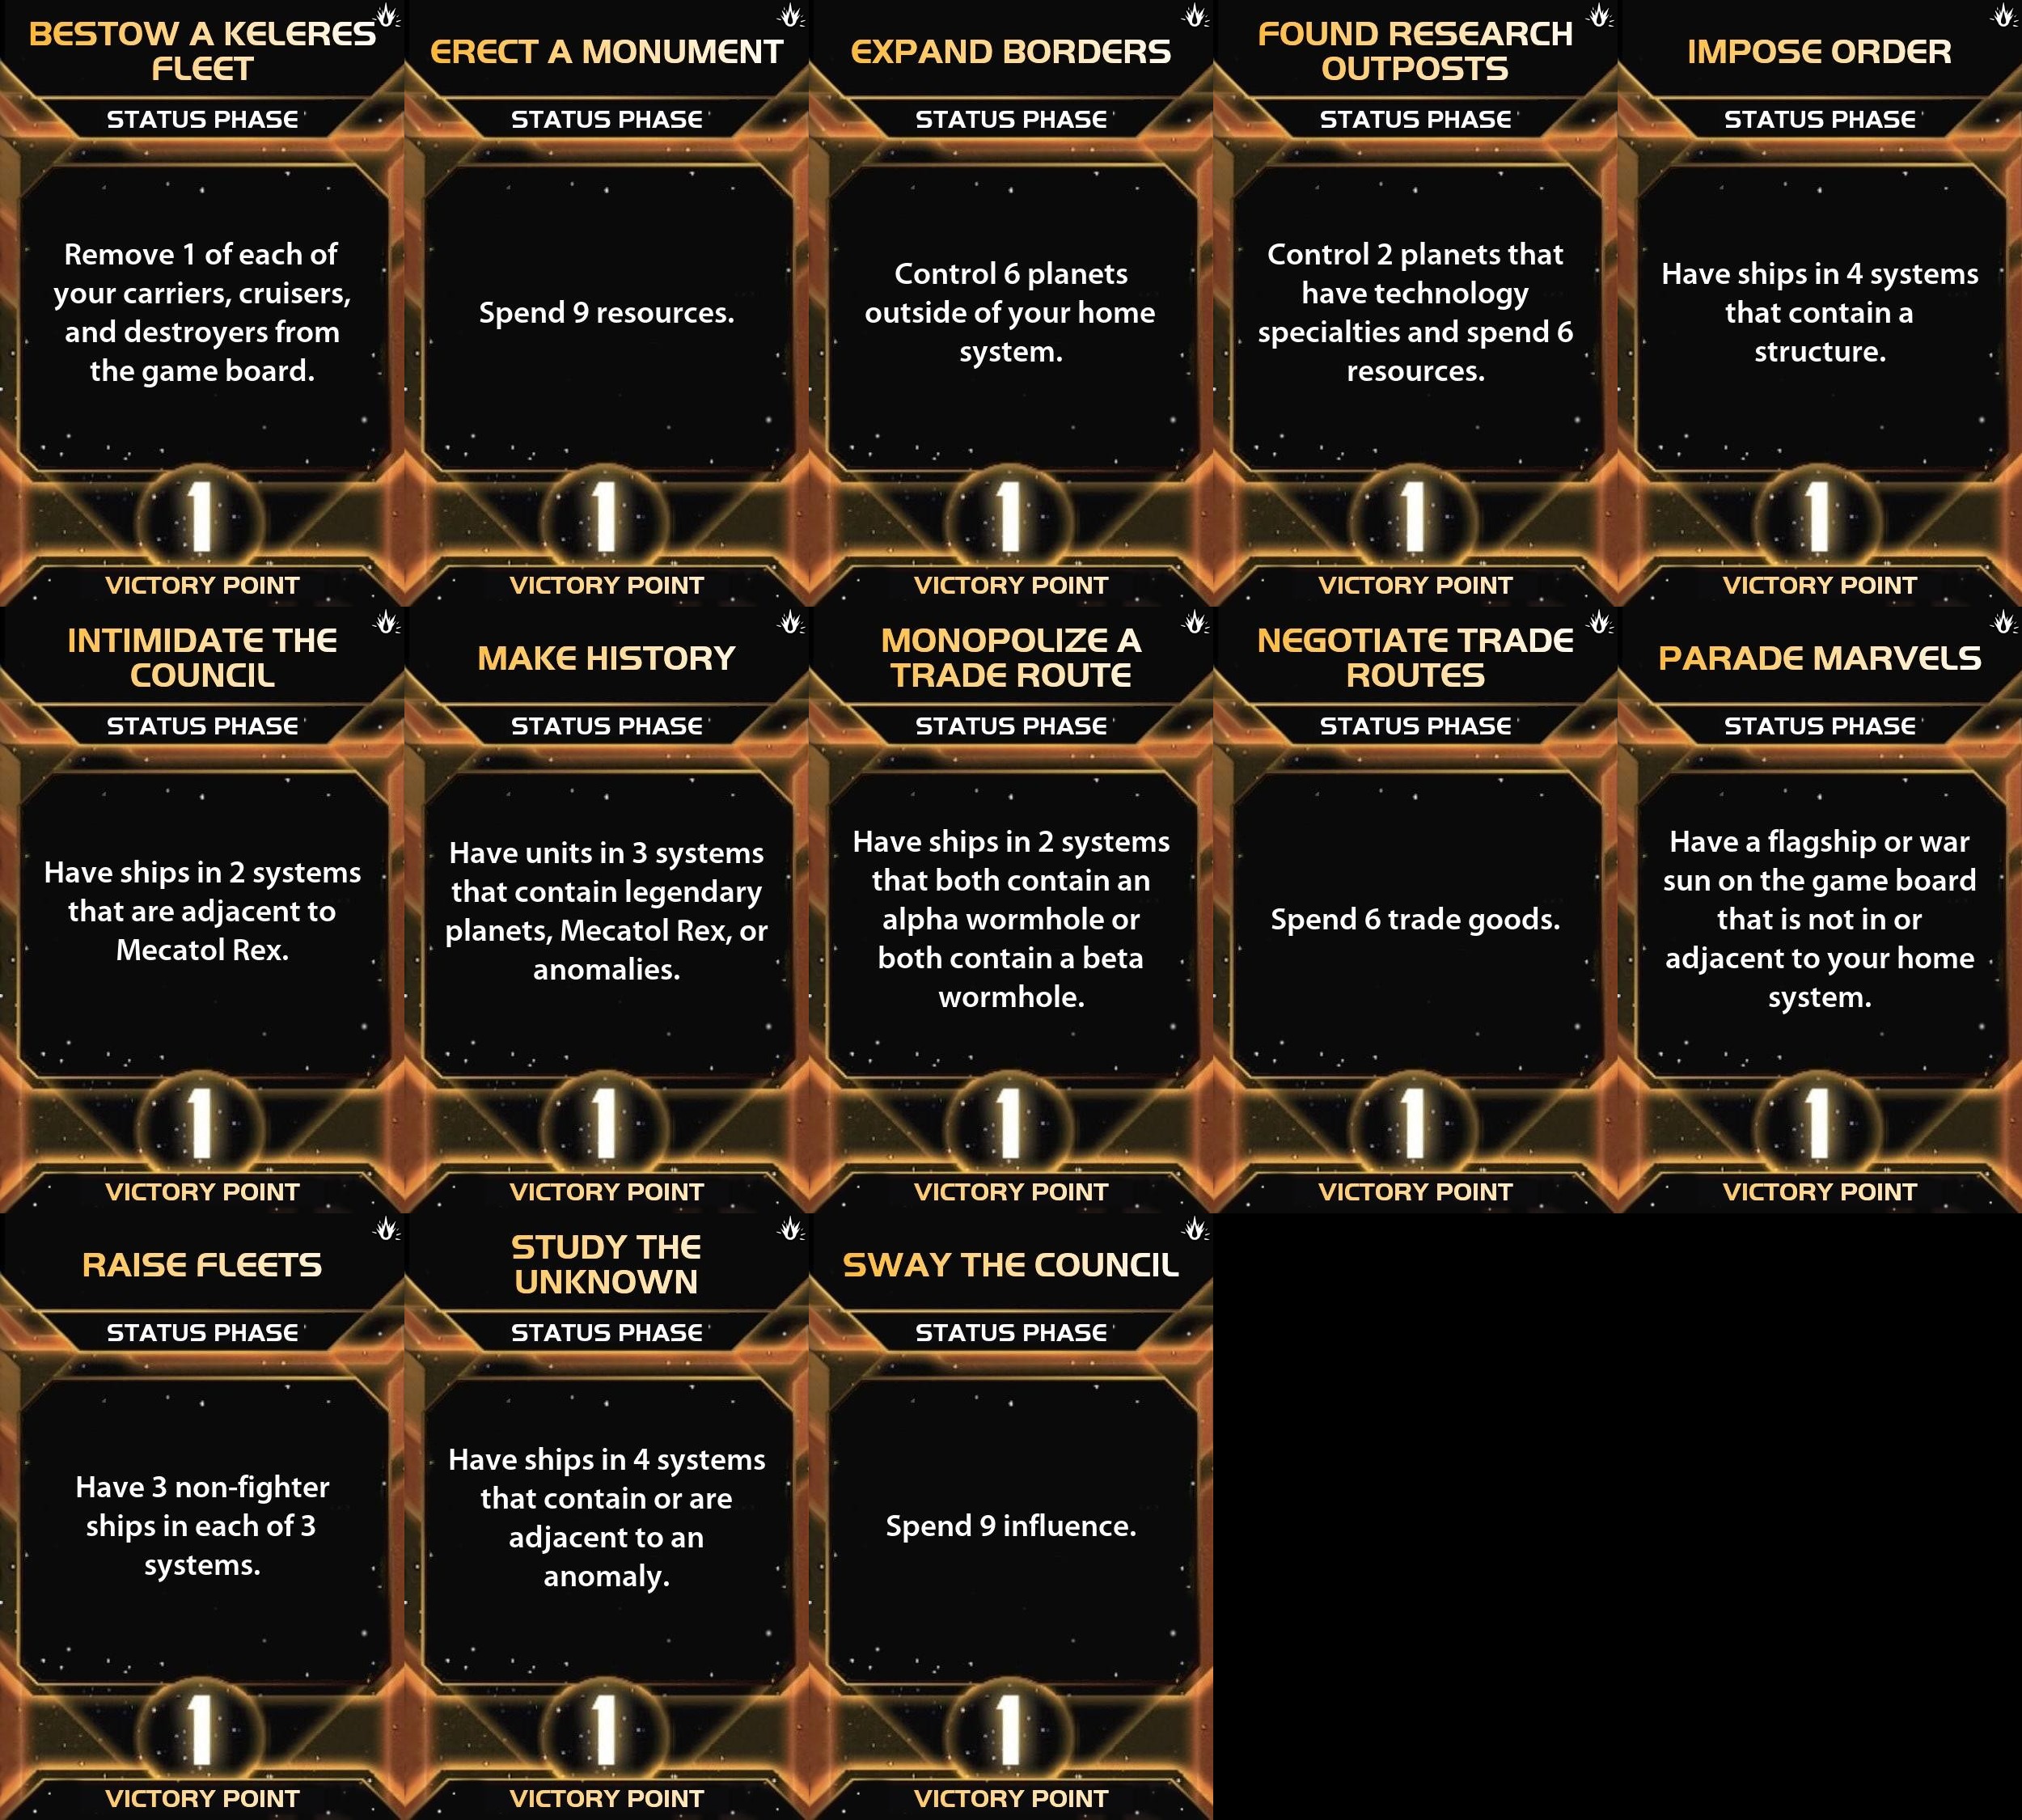 BESTOW A KELERES
FLEET
STATUS PHASE
Remove 1 of each of
your carriers, cruisers,
and destroyers from
the game board.
1
VICTORY POINT
ERECT A MONUMENT
STATUS PHASE
Spend 9 resources.
1
VICTORY POINT
EXPAND BORDERS
STATUS PHASE
Control 6 planets
outside of your home
system.
1
VICTORY POINT
FOUND RESEARCH
OUTPOSTS
STATUS PHASE
Control 2 planets that
have technology
specialties and spend 6
resources.
1
VICTORY POINT
IMPOSE ORDER
STATUS PHASE
Have ships in 4 systems
that contain a
structure.
1
VICTORY POINT
INTIMIDATE THE
COUNCIL
STATUS PHASE
Have ships in 2 systems
that are adjacent to
Mecatol Rex.
1
VICTORY POINT
MAKE HISTORY
STATUS PHASE
Have units in 3 systems
that contain legendary
planets, Mecatol Rex, or
anomalies.
1
VICTORY POINT
MONOPOLIZE A
TRADE ROUTE
STATUS PHASE
Have ships in 2 systems
that both contain an
alpha wormhole or
both contain a beta
wormhole.
1
VICTORY POINT
NEGOTIATE TRADE
ROUTES
STATUS PHASE
Spend 6 trade goods.
1
VICTORY POINT
PARADE MARVELS
STATUS PHASE
Have a flagship or war
sun on the game board
that is not in or
adjacent to your home
system.
1
VICTORY POINT
RAISE FLEETS
STATUS PHASE
Have 3 non-fighter
ships in each of 3
systems.
1
VICTORY POINT
STUDY THE
UNKNOWN
STATUS PHASE
Have ships in 4 systems
that contain or are
adjacent to an
anomaly.
1
VICTORY POINT
SWAY THE COUNCIL
STATUS PHASE
Spend 9 influence.
1
VICTORY POINT